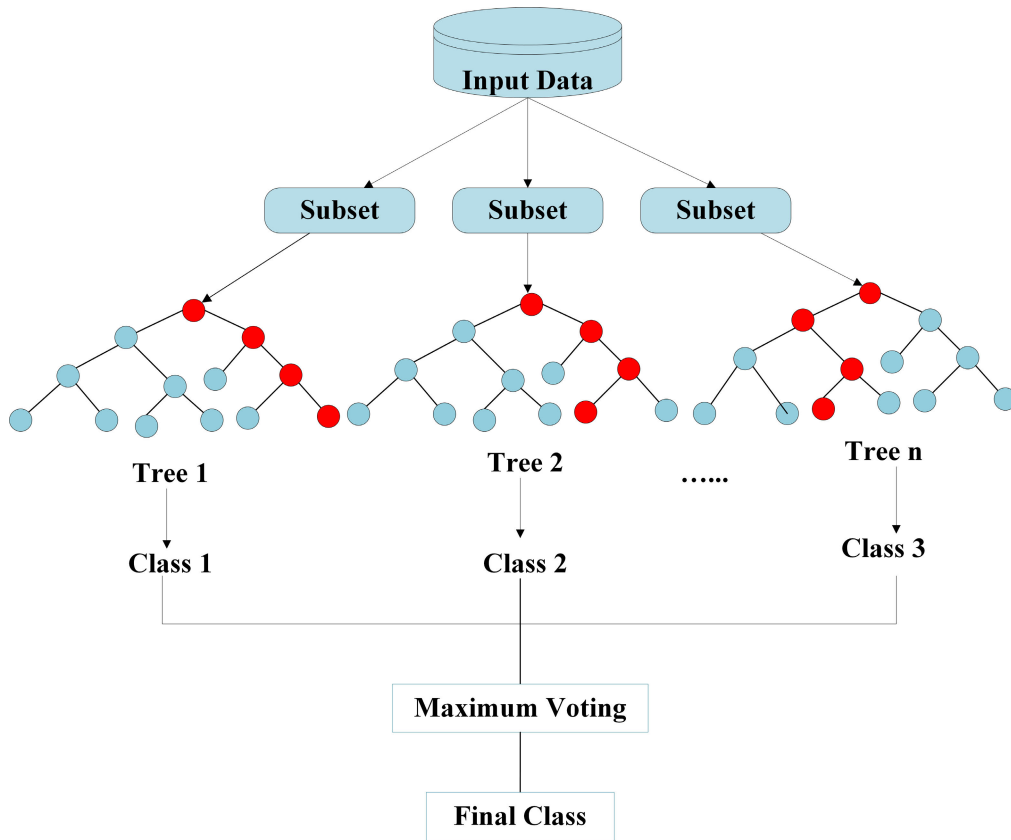 Input Data
Subset
Subset
Subset
Tree 1
Tree 2
…...
Tree n
Class 1
Class 2
Class 3
Maximum Voting
Final Class